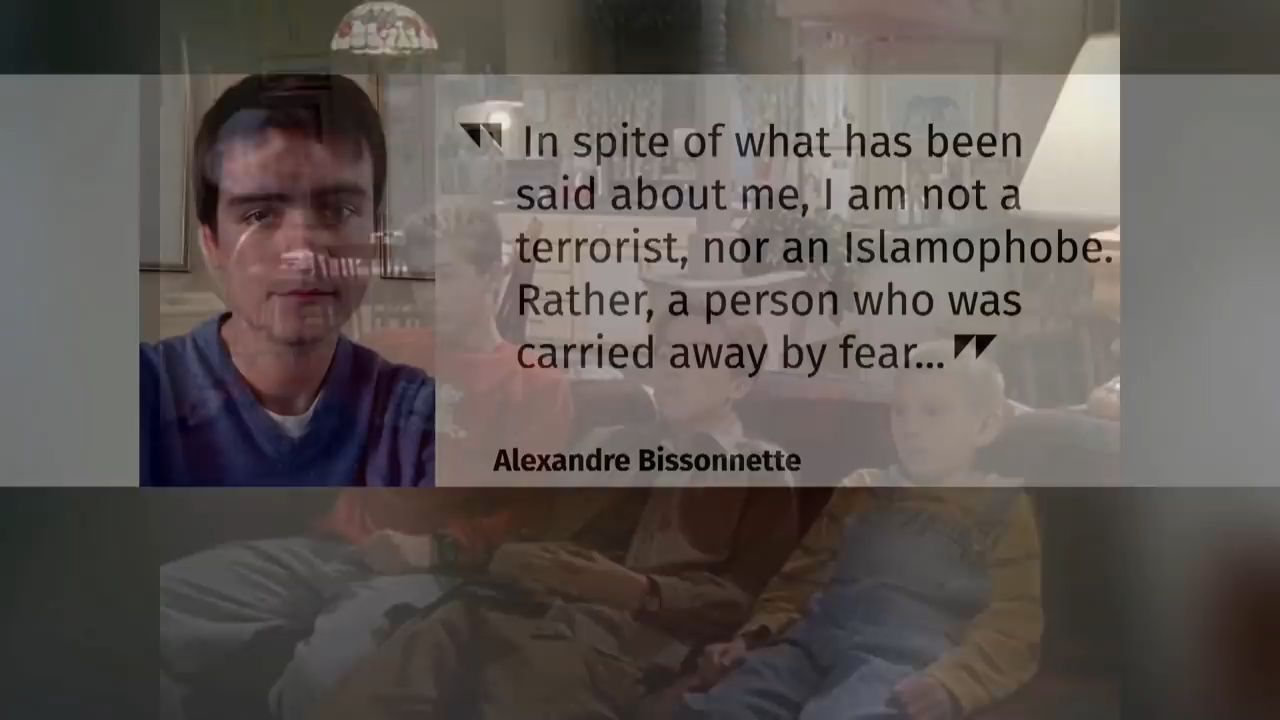 " In spite of what has been
said about me, I am not a
terrorist, nor an Islamophobe.
Rather, a person who was
carried away by fear... "
Alexandre Bissonnette